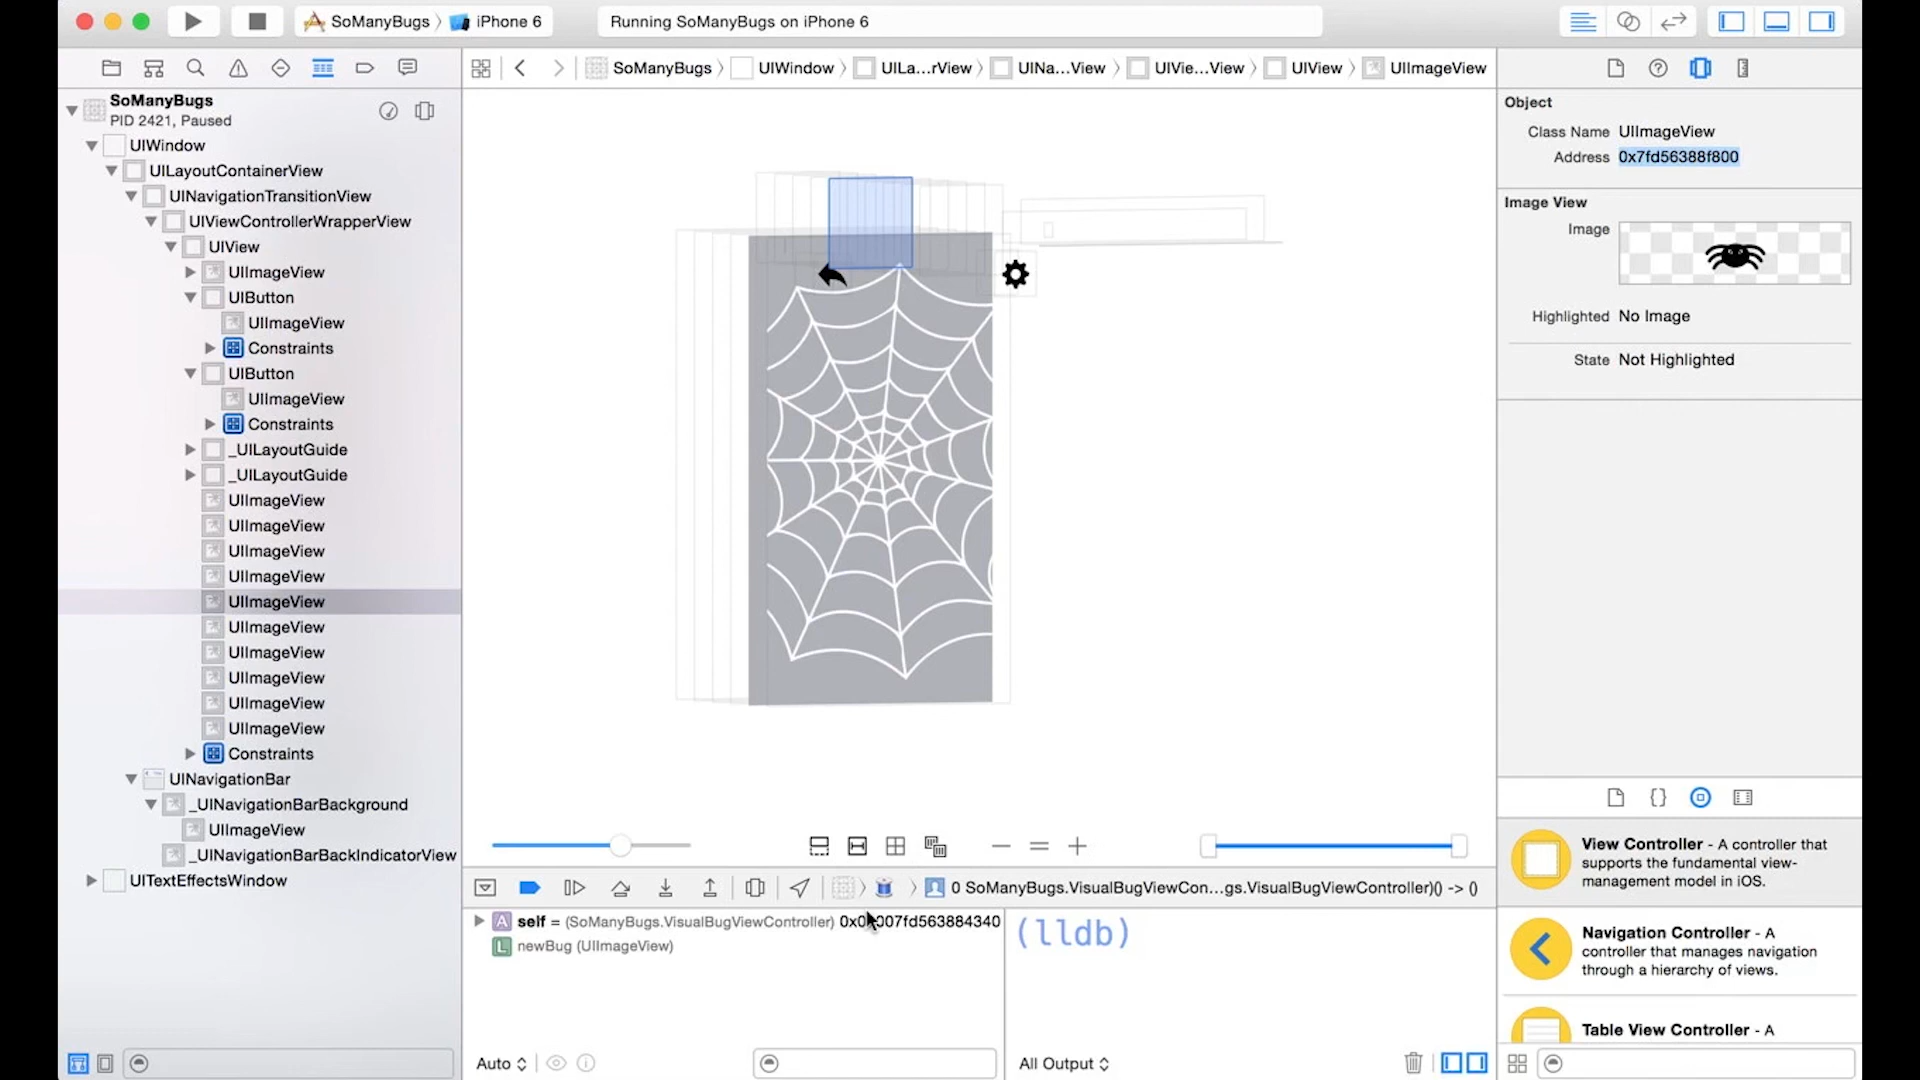 SoManyBugs 〉 iPhone 6
Running SoManyBugs on iPhone 6
SoManyBugs 〉 UIWindow 〉 UILa...rView 〉 UINa...View 〉 UIVie...View 〉 UIView 〉 UIImageView
SoManyBugs
PID 2421, Paused
UIWindow
UILayoutContainerView
UINavigationTransitionView
UIViewControllerWrapperView
UIView
UIImageView
UIButton
UIImageView
Constraints
UIButton
UIImageView
Constraints
_UILayoutGuide
_UILayoutGuide
UIImageView
UIImageView
UIImageView
UIImageView
UIImageView
UIImageView
UIImageView
UIImageView
UIImageView
UIImageView
Constraints
UINavigationBar
_UINavigationBarBackground
UIImageView
_UINavigationBarBackIndicatorView
UITextEffectsWindow
0 SoManyBugs.VisualBugViewCon...gs.VisualBugViewController)() -> ()
self = (SoManyBugs.VisualBugViewController)
newBug (UIImageView)
Auto
(lldb)
All Output
Object
Class Name UIImageView
Address 0x7fd56388f800
Image View
Image
Highlighted No Image
State Not Highlighted
View Controller - A controller that
supports the fundamental view-
management model in iOS.
Navigation Controller - A
controller that manages navigation
through a hierarchy of views.
Table View Controller - A